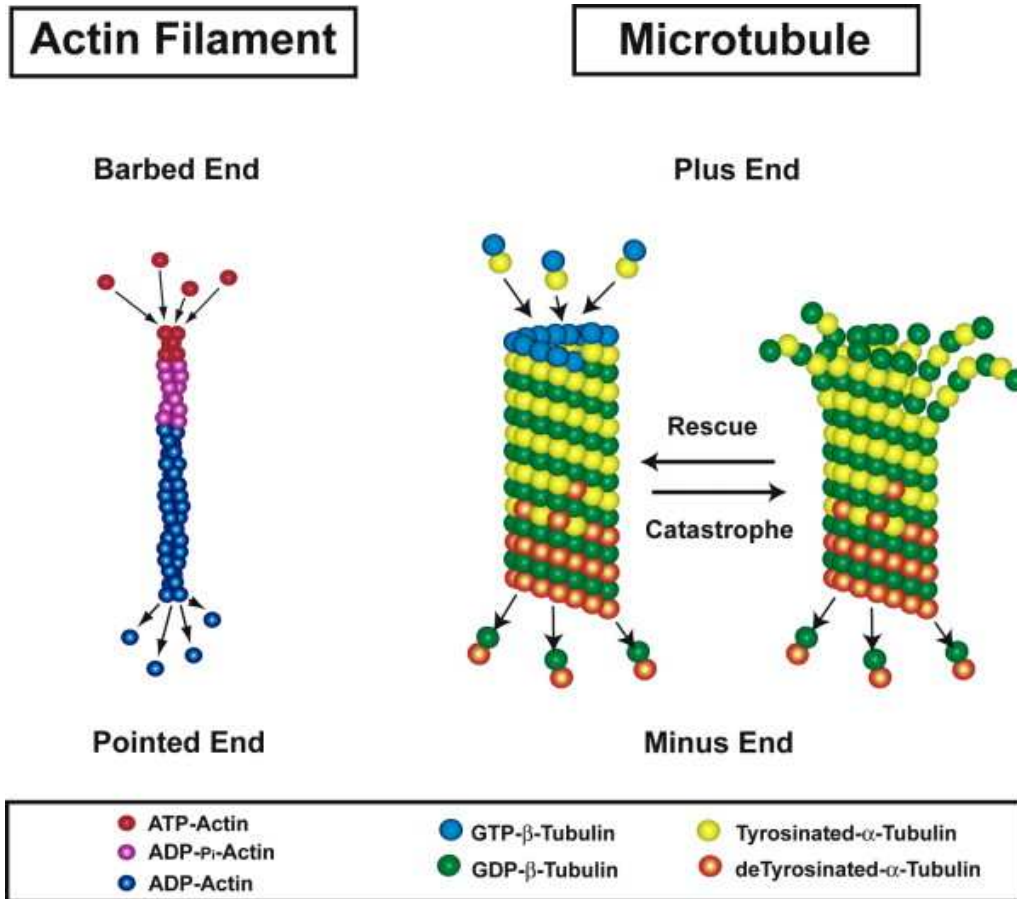 Actin Filament
Microtubule
Barbed End
Plus End
Rescue
Catastrophe
Pointed End
Minus End
ATP-Actin
ADP-Pi-Actin
ADP-Actin
GTP-β-Tubulin
GDP-β-Tubulin
Tyrosinated-α-Tubulin
deTyrosinated-α-Tubulin